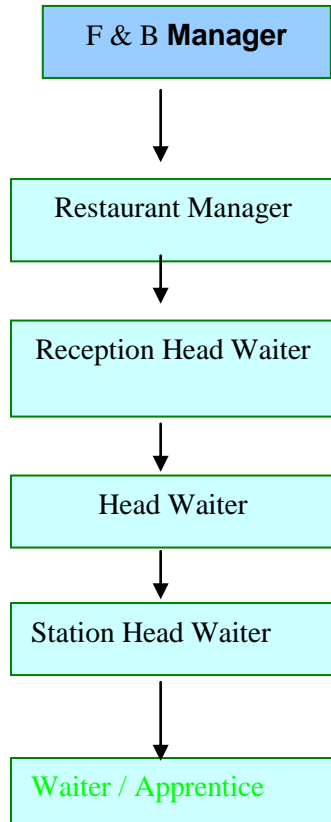 F & B Manager
Restaurant Manager
Reception Head Waiter
Head Waiter
Station Head Waiter
Waiter / Apprentice